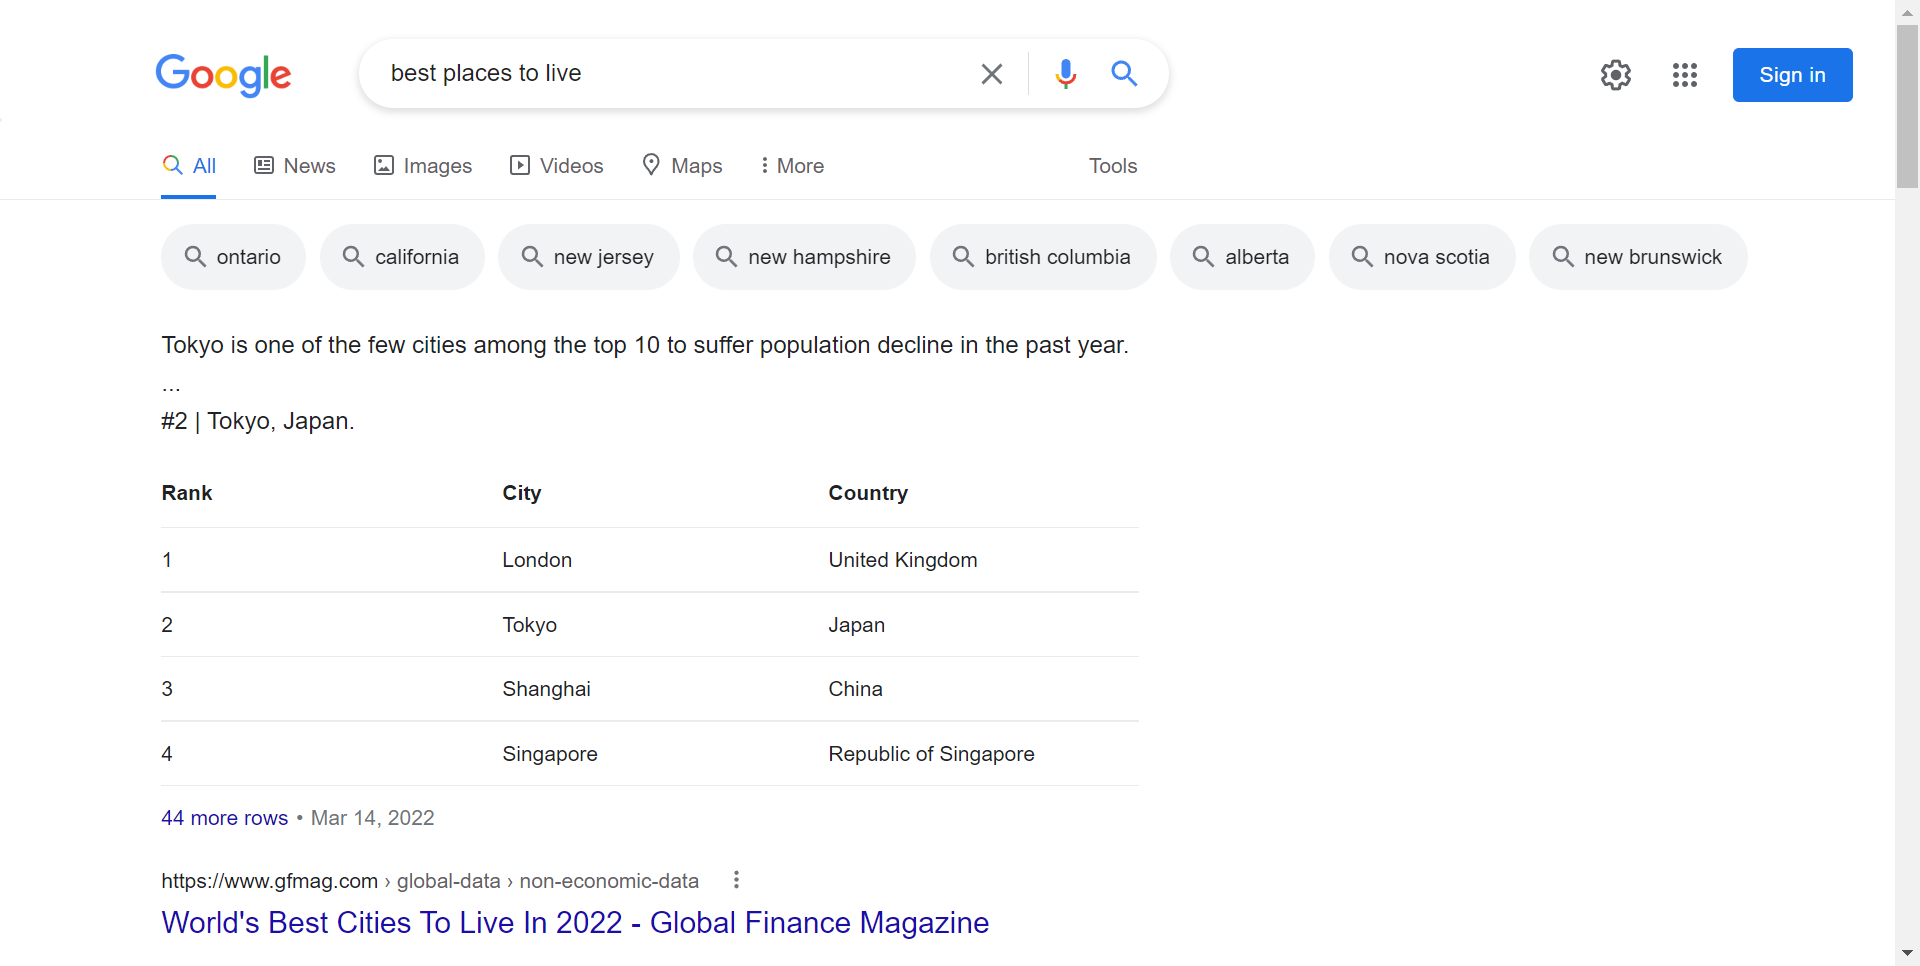 Google
best places to live
Sign in
All News Images Videos Maps More Tools
ontario california new jersey new hampshire british columbia alberta nova scotia new brunswick
Tokyo is one of the few cities among the top 10 to suffer population decline in the past year.
...
#2 | Tokyo, Japan.
Rank City Country
1 London United Kingdom
2 Tokyo Japan
3 Shanghai China
4 Singapore Republic of Singapore
44 more rows • Mar 14, 2022
https://www.gfmag.com › global-data › non-economic-data
World's Best Cities To Live In 2022 - Global Finance Magazine